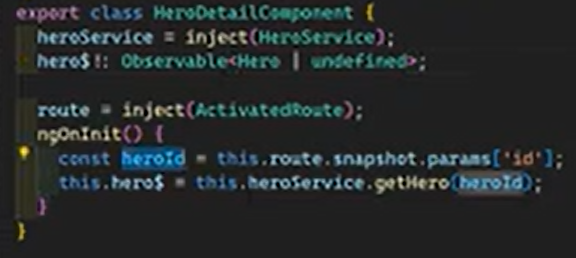 export class HeroDetailComponent {
heroService = inject(HeroService);
hero$!: Observable<Hero | undefined>;
route = inject(ActivatedRoute);
ngOnInit() {
const heroId = this.route.snapshot.params['id'];
this.hero$ = this.heroService.getHero(heroId);
}
}